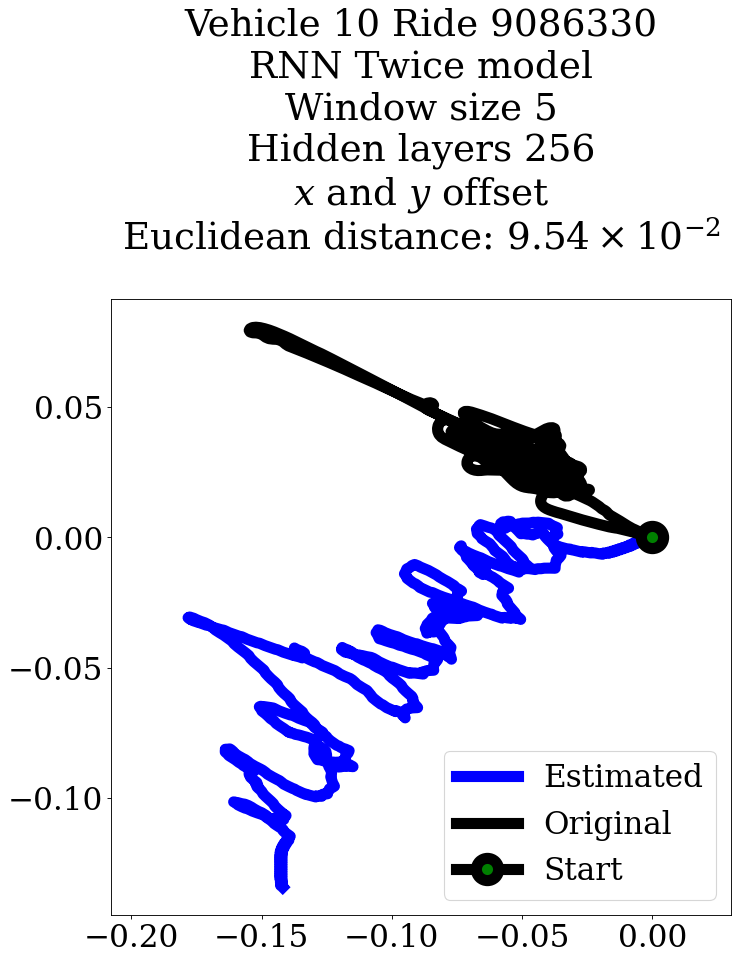 Vehicle 10 Ride 9086330
RNN Twice model
Window size 5
Hidden layers 256
x and y offset
Euclidean distance: 9.54 × 10⁻²
0.05
0.00
−0.05
−0.10
Estimated
Original
Start
−0.20 −0.15 −0.10 −0.05 0.00